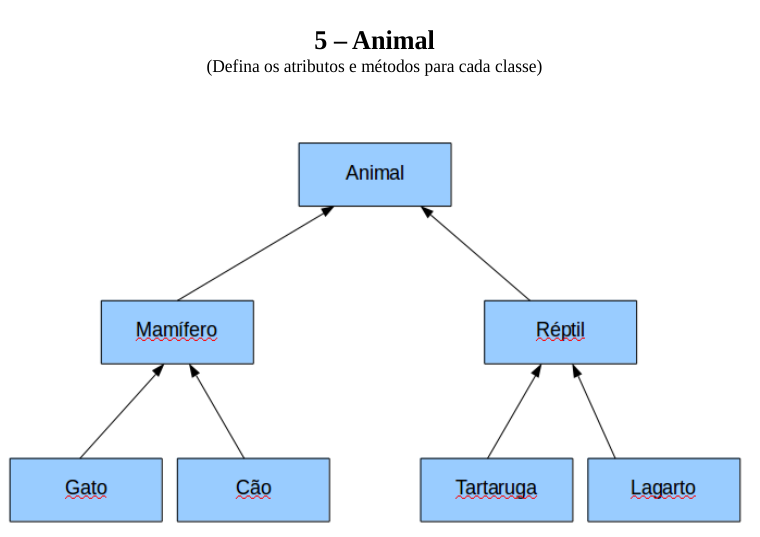 5 – Animal
(Defina os atributos e métodos para cada classe)
Animal
Mamífero
Réptil
Gato
Cão
Tartaruga
Lagarto